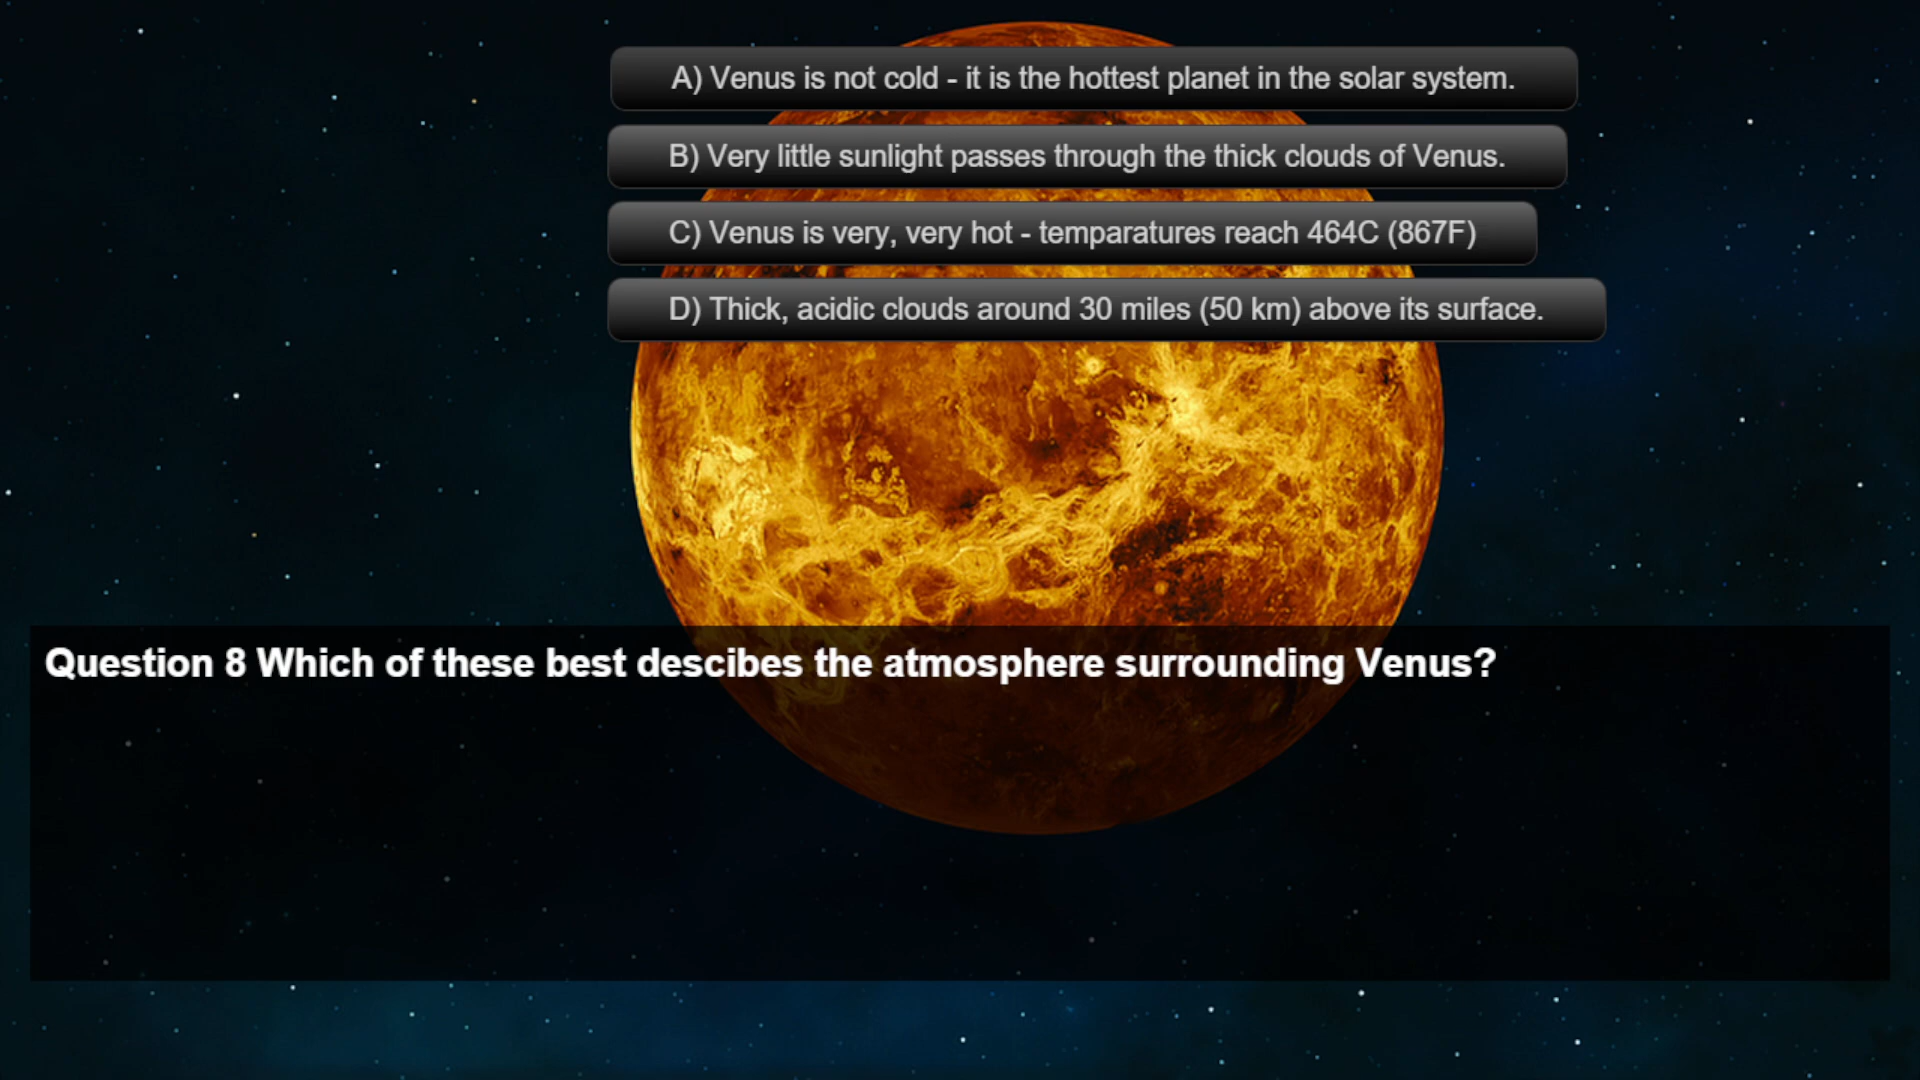 A) Venus is not cold - it is the hottest planet in the solar system.
B) Very little sunlight passes through the thick clouds of Venus.
C) Venus is very, very hot - temparatures reach 464C (867F)
D) Thick, acidic clouds around 30 miles (50 km) above its surface.
Question 8 Which of these best descibes the atmosphere surrounding Venus?